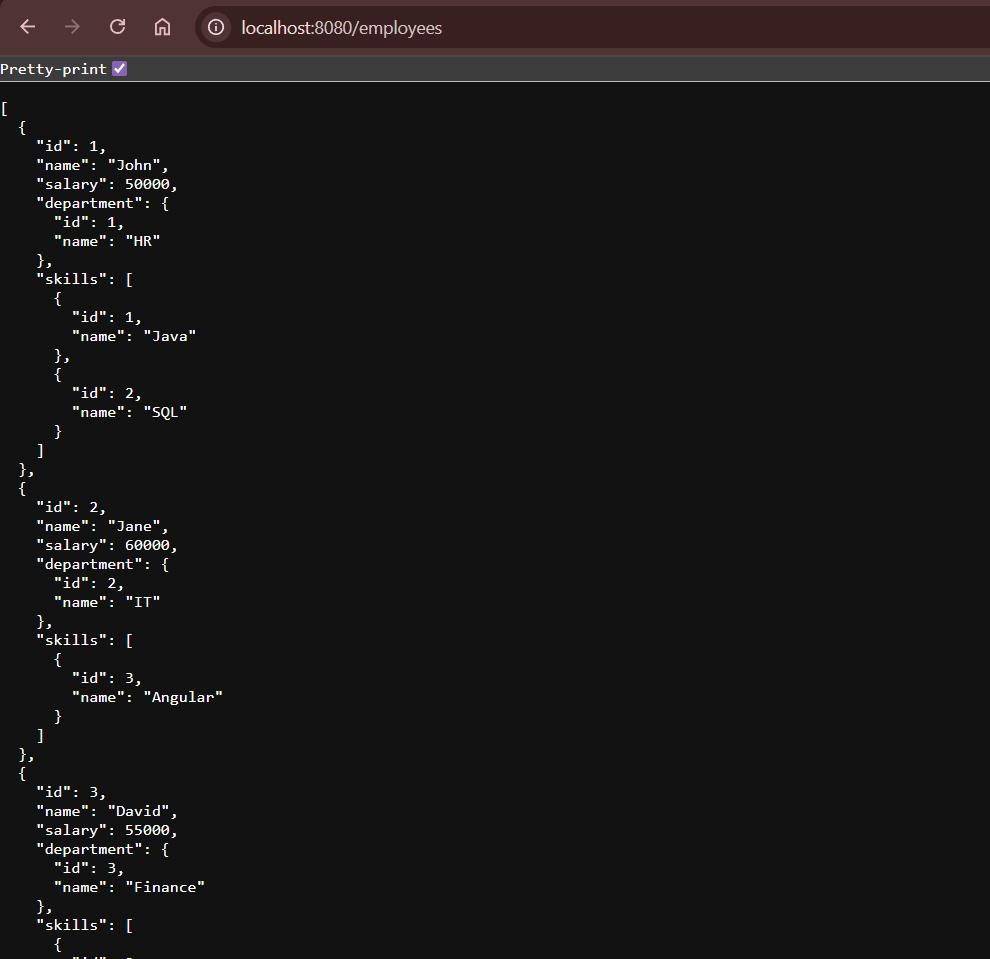 localhost:8080/employees
Pretty-print
[
  {
    "id": 1,
    "name": "John",
    "salary": 50000,
    "department": {
      "id": 1,
      "name": "HR"
    },
    "skills": [
      {
        "id": 1,
        "name": "Java"
      },
      {
        "id": 2,
        "name": "SQL"
      }
    ]
  },
  {
    "id": 2,
    "name": "Jane",
    "salary": 60000,
    "department": {
      "id": 2,
      "name": "IT"
    },
    "skills": [
      {
        "id": 3,
        "name": "Angular"
      }
    ]
  },
  {
    "id": 3,
    "name": "David",
    "salary": 55000,
    "department": {
      "id": 3,
      "name": "Finance"
    },
    "skills": [
      {